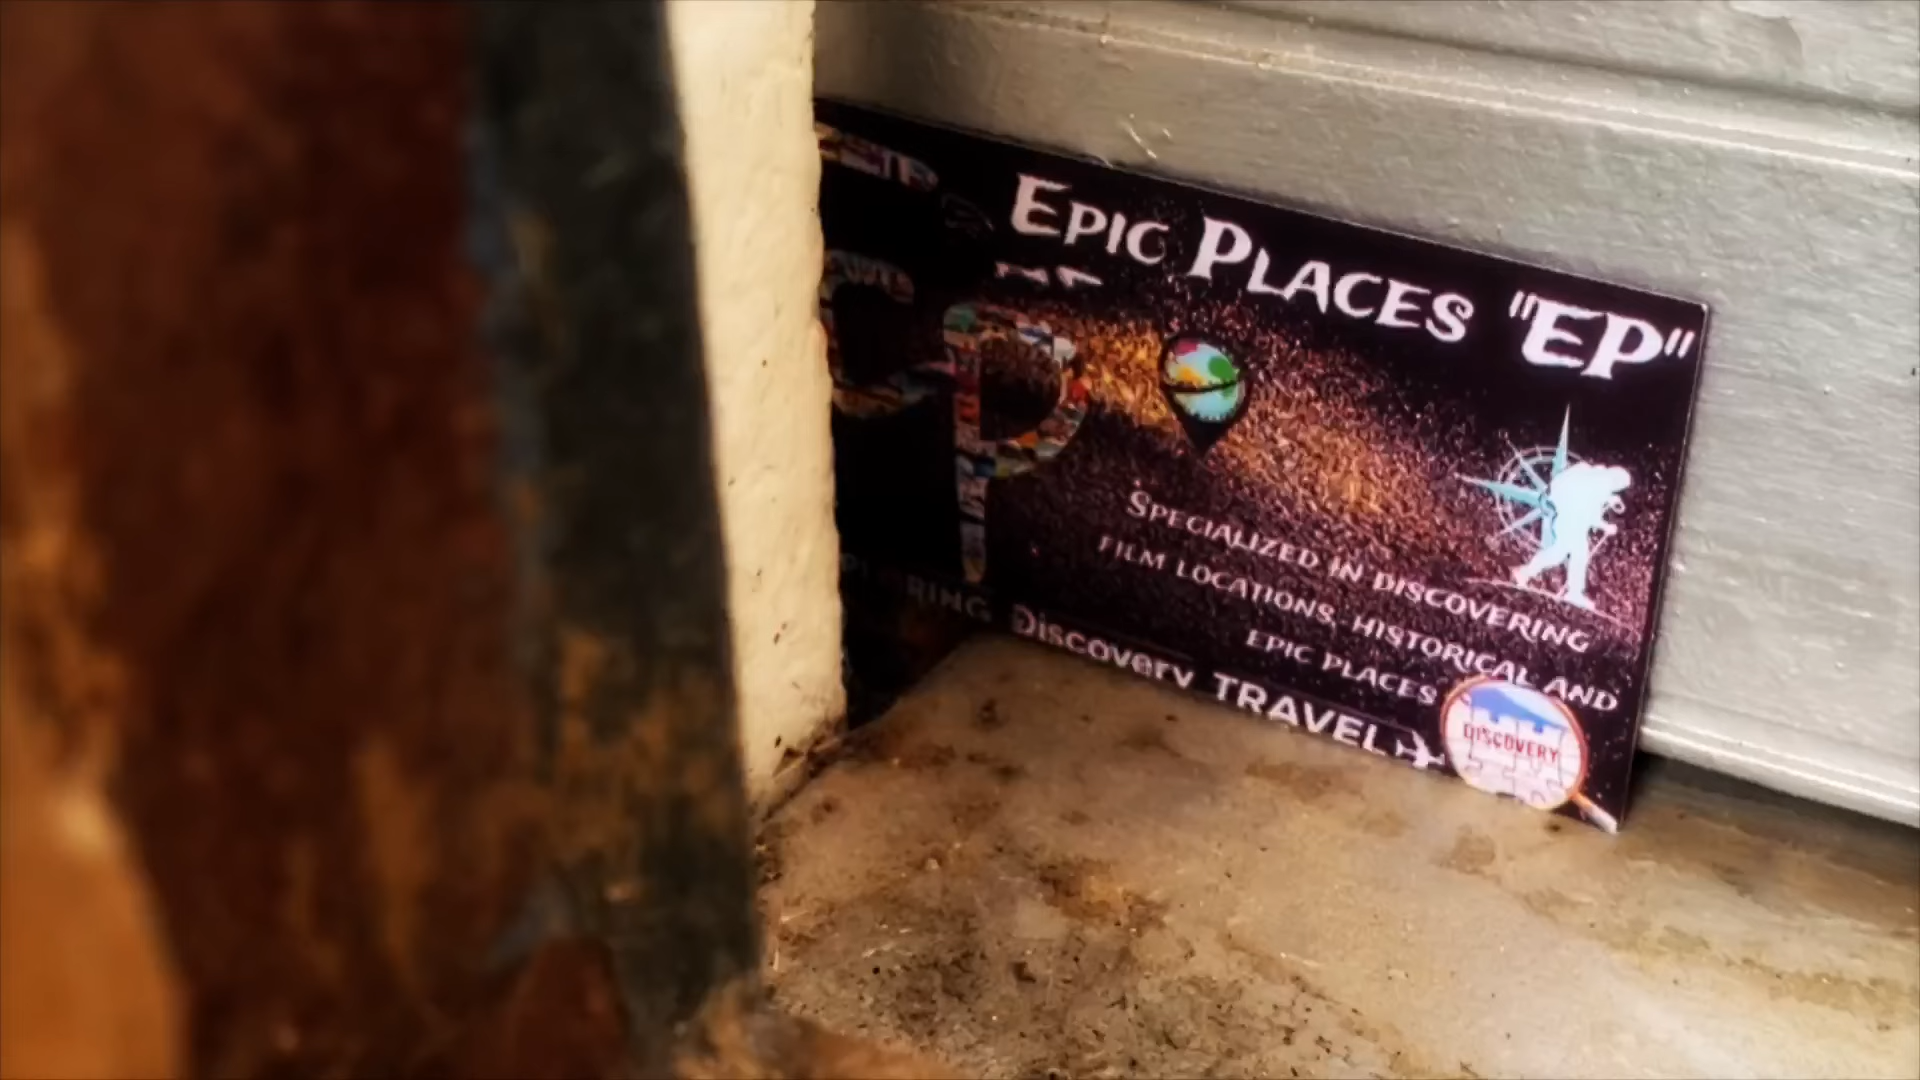 EPIC PLACES "EP"
SPECIALIZED IN DISCOVERING
FILM LOCATIONS, HISTORICAL AND
EPIC PLACES
Discovery TRAVEL
DISCOVERY